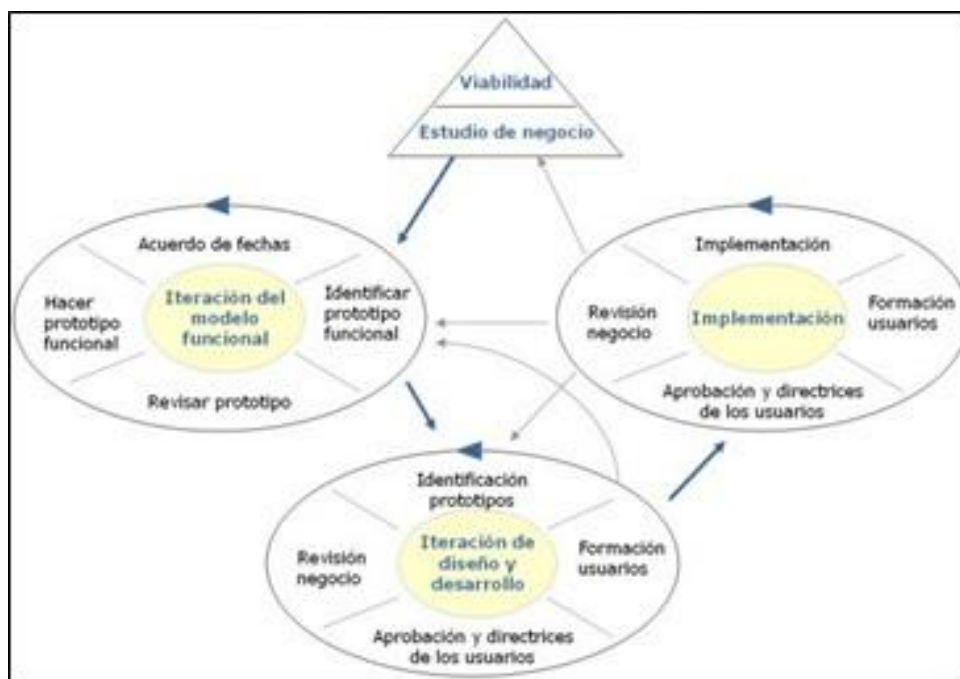 Viabilidad
Estudio de negocio
Acuerdo de fechas
Hacer
prototipo
funcional
Iteración del
modelo
funcional
Identificar
prototipo
funcional
Revisar prototipo
Implementación
Revisión
negocio
Implementación
Formación
usuarios
Aprobación y directrices
de los usuarios
Identificación
prototipos
Revisión
negocio
Iteración de
diseño y
desarrollo
Formación
usuarios
Aprobación y directrices
de los usuarios